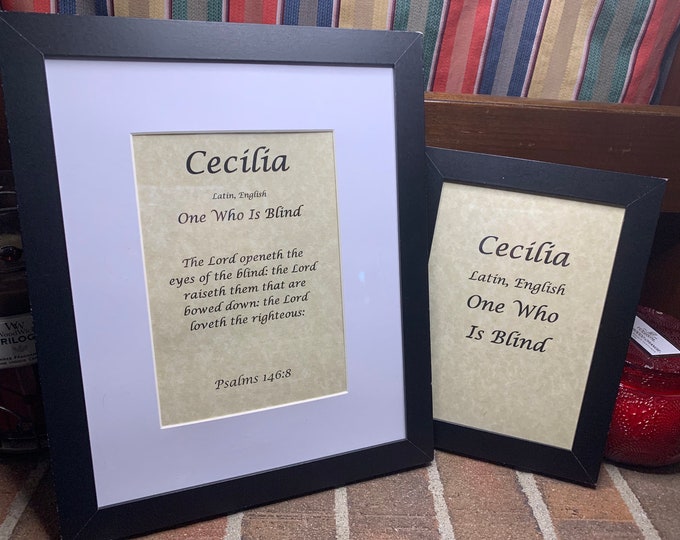 Cecilia
Latin, English
One Who Is Blind
The Lord openeth the
eyes of the blind: the Lord
raiseth them that are
bowed down: the Lord
loveth the righteous:
Psalms 146:8
Cecilia
Latin, English
One Who
Is Blind
WoodWick
TRILOGY